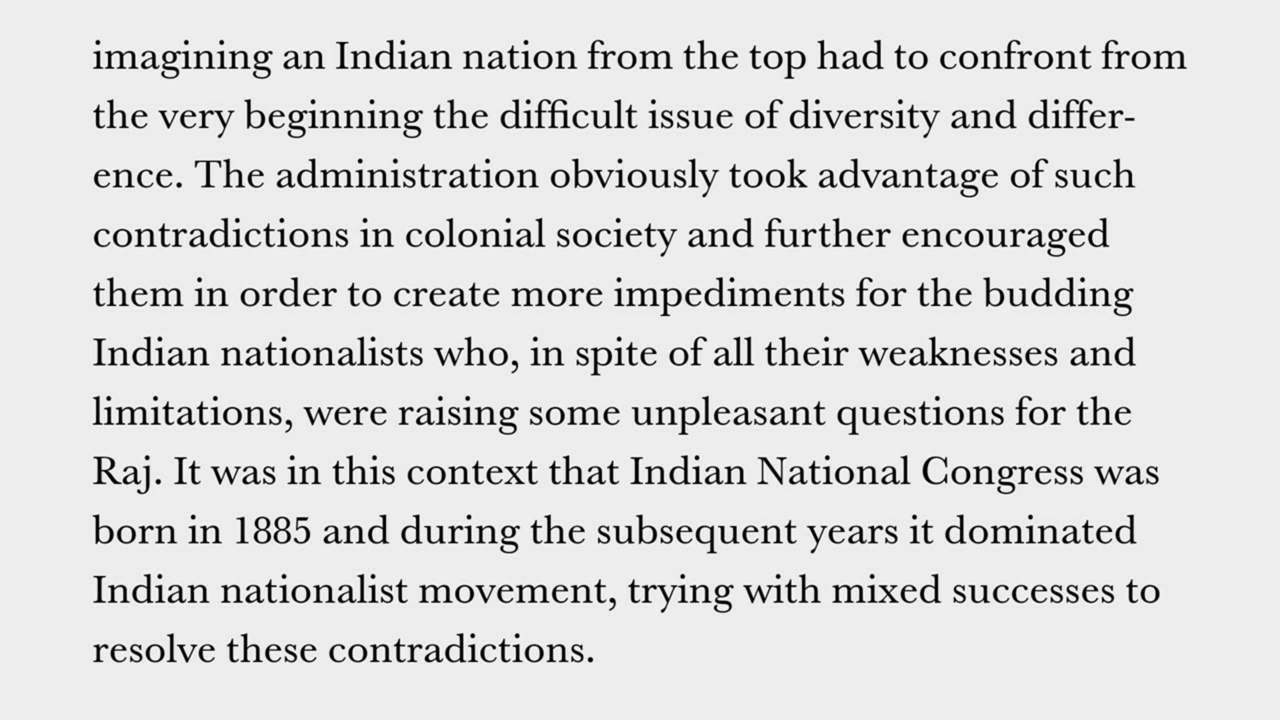 imagining an Indian nation from the top had to confront from
the very beginning the difficult issue of diversity and differ-
ence. The administration obviously took advantage of such
contradictions in colonial society and further encouraged
them in order to create more impediments for the budding
Indian nationalists who, in spite of all their weaknesses and
limitations, were raising some unpleasant questions for the
Raj. It was in this context that Indian National Congress was
born in 1885 and during the subsequent years it dominated
Indian nationalist movement, trying with mixed successes to
resolve these contradictions.